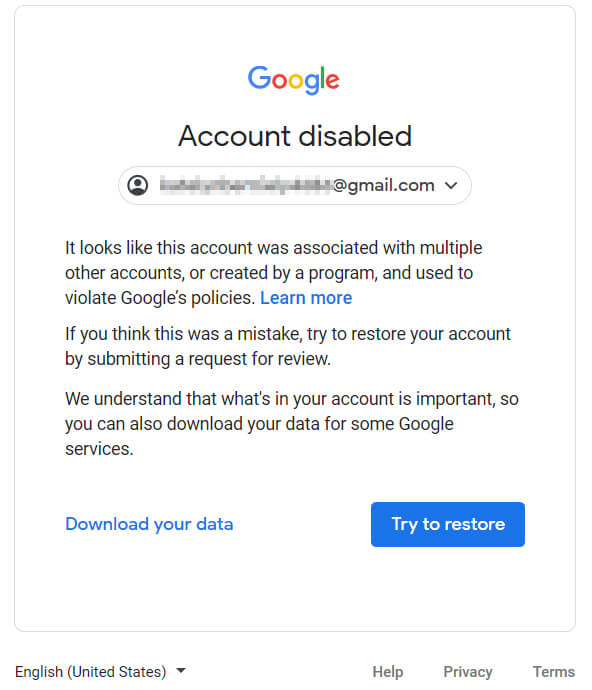 Google
Account disabled
@gmail.com
It looks like this account was associated with multiple
other accounts, or created by a program, and used to
violate Google’s policies. Learn more
If you think this was a mistake, try to restore your account
by submitting a request for review.
We understand that what's in your account is important, so
you can also download your data for some Google
services.
Download your data
Try to restore
English (United States)
Help
Privacy
Terms